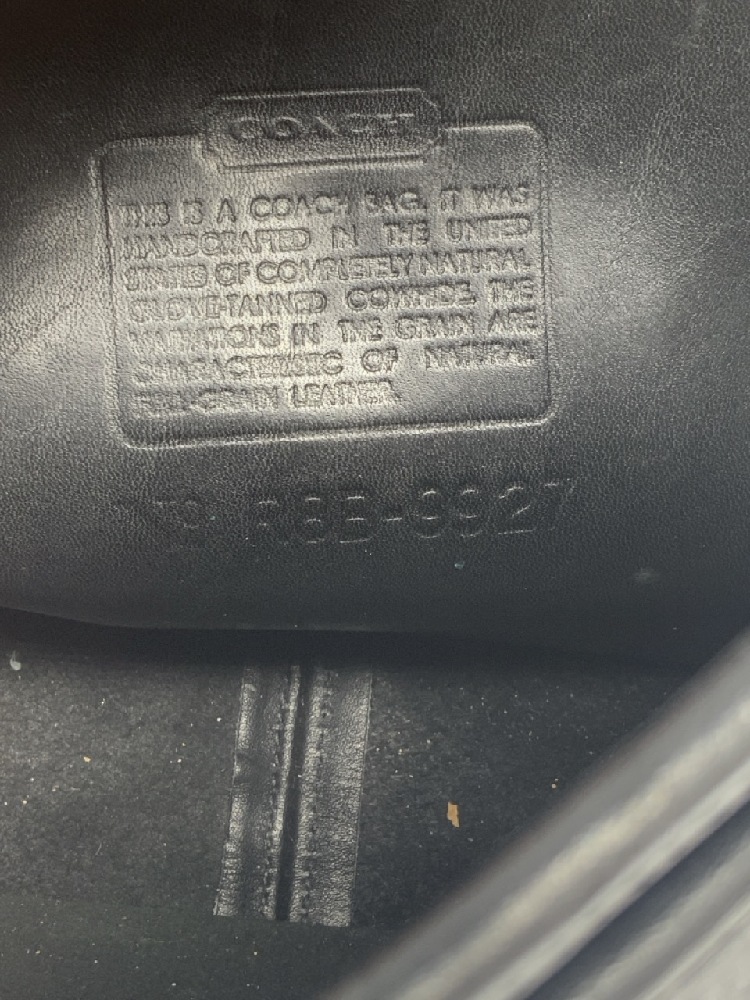 COACH
THIS IS A COACH BAG. IT WAS
HANDCRAFTED IN THE UNITED
STATES OF COMPLETELY NATURAL
GLOVE-TANNED COWHIDE. THE
VARIATIONS IN THE GRAIN ARE
CHARACTERISTIC OF NATURAL
FULL-GRAIN LEATHER.